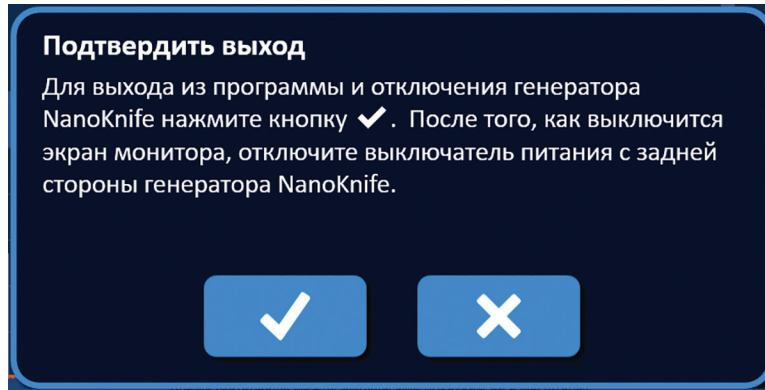 Подтвердить выход
Для выхода из программы и отключения генератора
NanoKnife нажмите кнопку ✔. После того, как выключится
экран монитора, отключите выключатель питания с задней
стороны генератора NanoKnife.